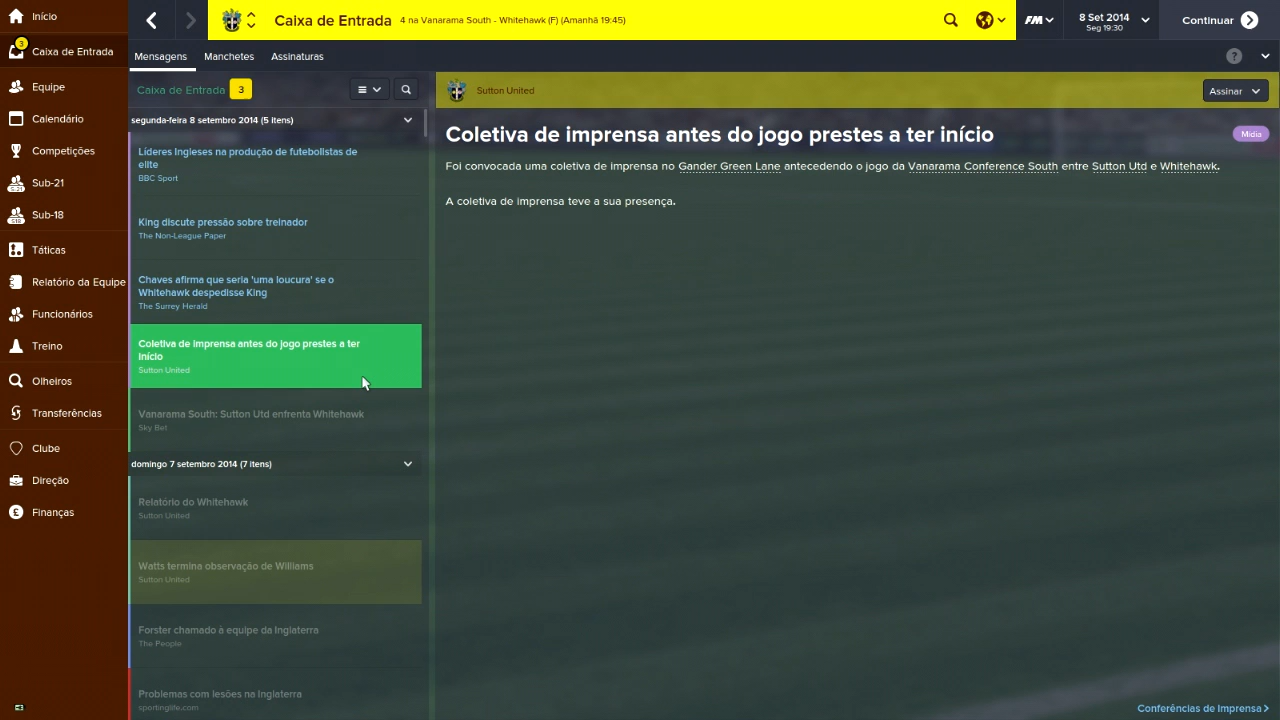 Início
3
Caixa de Entrada
Equipe
Calendário
Competições
Sub-21
Sub-18
Táticas
Relatório da Equipe
Funcionários
Treino
Olheiros
Transferências
Clube
Direção
Finanças
Caixa de Entrada
4 na Vanarama South - Whitehawk (F) (Amanhã 19:45)
FM
8 Set 2014
Seg 19:30
Continuar
Mensagens Manchetes Assinaturas
?
Caixa de Entrada 3
segunda-feira 8 setembro 2014 (5 itens)
Líderes Ingleses na produção de futebolistas de
elite
BBC Sport
King discute pressão sobre treinador
The Non-League Paper
Chaves afirma que seria 'uma loucura' se o
Whitehawk despedisse King
The Surrey Herald
Coletiva de imprensa antes do jogo prestes a ter
início
Sutton United
Vanarama South: Sutton Utd enfrenta Whitehawk
Sky Bet
domingo 7 setembro 2014 (7 itens)
Relatório do Whitehawk
Sutton United
Watts termina observação de Williams
Sutton United
Forster chamado à equipe da Inglaterra
The People
Problemas com lesões na Inglaterra
sportinglife.com
Sutton United
Assinar
Coletiva de imprensa antes do jogo prestes a ter início
Mídia
Foi convocada uma coletiva de imprensa no Gander Green Lane antecedendo o jogo da Vanarama Conference South entre Sutton Utd e Whitehawk.
A coletiva de imprensa teve a sua presença.
Conferências de Imprensa